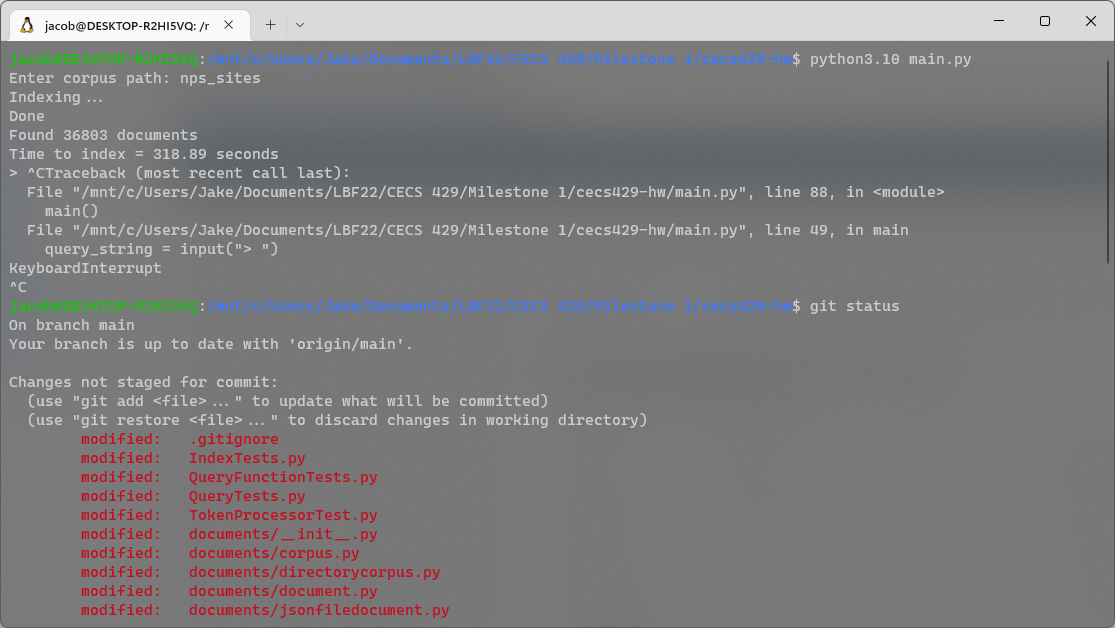 jacob@DESKTOP-R2HI5VQ: /r
jacob@DESKTOP-R2HI5VQ:/mnt/c/Users/Jake/Documents/LBF22/CECS 429/Milestone 1/cecs429-hw$ python3.10 main.py
Enter corpus path: nps_sites
Indexing...
Done
Found 36803 documents
Time to index = 318.89 seconds
> ^CTraceback (most recent call last):
  File "/mnt/c/Users/Jake/Documents/LBF22/CECS 429/Milestone 1/cecs429-hw/main.py", line 88, in <module>
    main()
  File "/mnt/c/Users/Jake/Documents/LBF22/CECS 429/Milestone 1/cecs429-hw/main.py", line 49, in main
    query_string = input("> ")
KeyboardInterrupt
^C
jacob@DESKTOP-R2HI5VQ:/mnt/c/Users/Jake/Documents/LBF22/CECS 429/Milestone 1/cecs429-hw$ git status
On branch main
Your branch is up to date with 'origin/main'.

Changes not staged for commit:
  (use "git add <file>..." to update what will be committed)
  (use "git restore <file>..." to discard changes in working directory)
        modified:   .gitignore
        modified:   IndexTests.py
        modified:   QueryFunctionTests.py
        modified:   QueryTests.py
        modified:   TokenProcessorTest.py
        modified:   documents/__init__.py
        modified:   documents/corpus.py
        modified:   documents/directorycorpus.py
        modified:   documents/document.py
        modified:   documents/jsonfiledocument.py